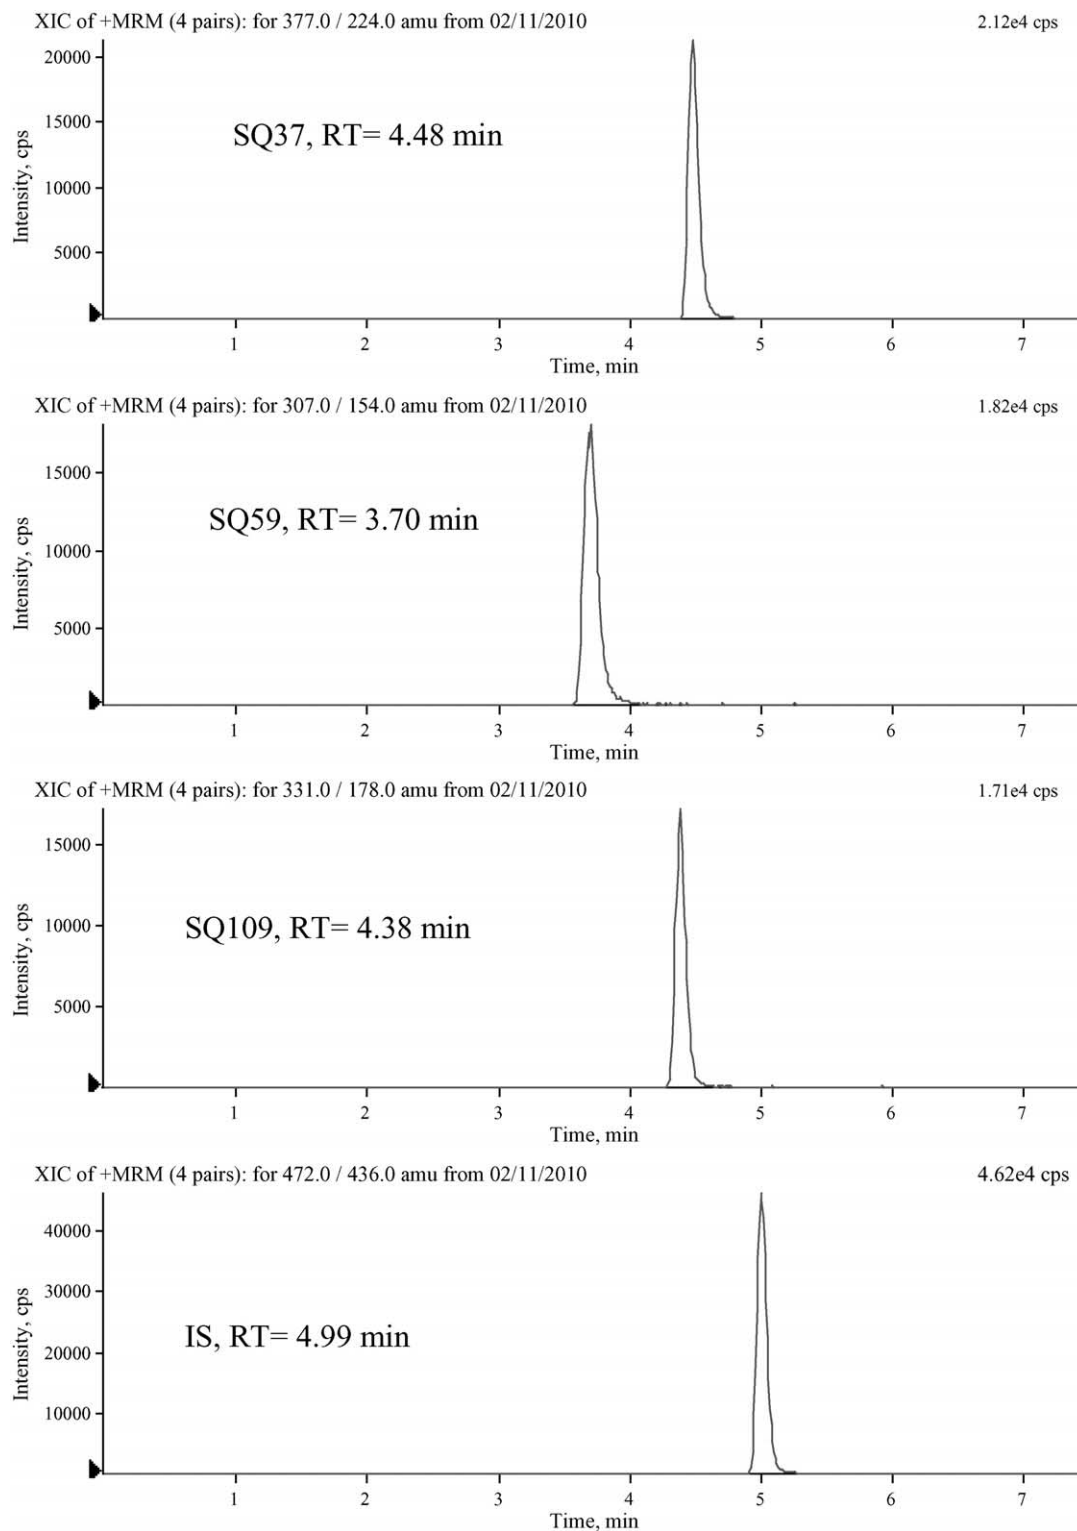 XIC of +MRM (4 pairs): for 377.0 / 224.0 amu from 02/11/2010 2.12e4 cps
20000
15000
10000
5000
Intensity, cps
SQ37, RT= 4.48 min
1 2 3 4 5 6 7
Time, min
XIC of +MRM (4 pairs): for 307.0 / 154.0 amu from 02/11/2010 1.82e4 cps
15000
10000
5000
Intensity, cps
SQ59, RT= 3.70 min
1 2 3 4 5 6 7
Time, min
XIC of +MRM (4 pairs): for 331.0 / 178.0 amu from 02/11/2010 1.71e4 cps
15000
10000
5000
Intensity, cps
SQ109, RT= 4.38 min
1 2 3 4 5 6 7
Time, min
XIC of +MRM (4 pairs): for 472.0 / 436.0 amu from 02/11/2010 4.62e4 cps
40000
30000
20000
10000
Intensity, cps
IS, RT= 4.99 min
1 2 3 4 5 6 7
Time, min